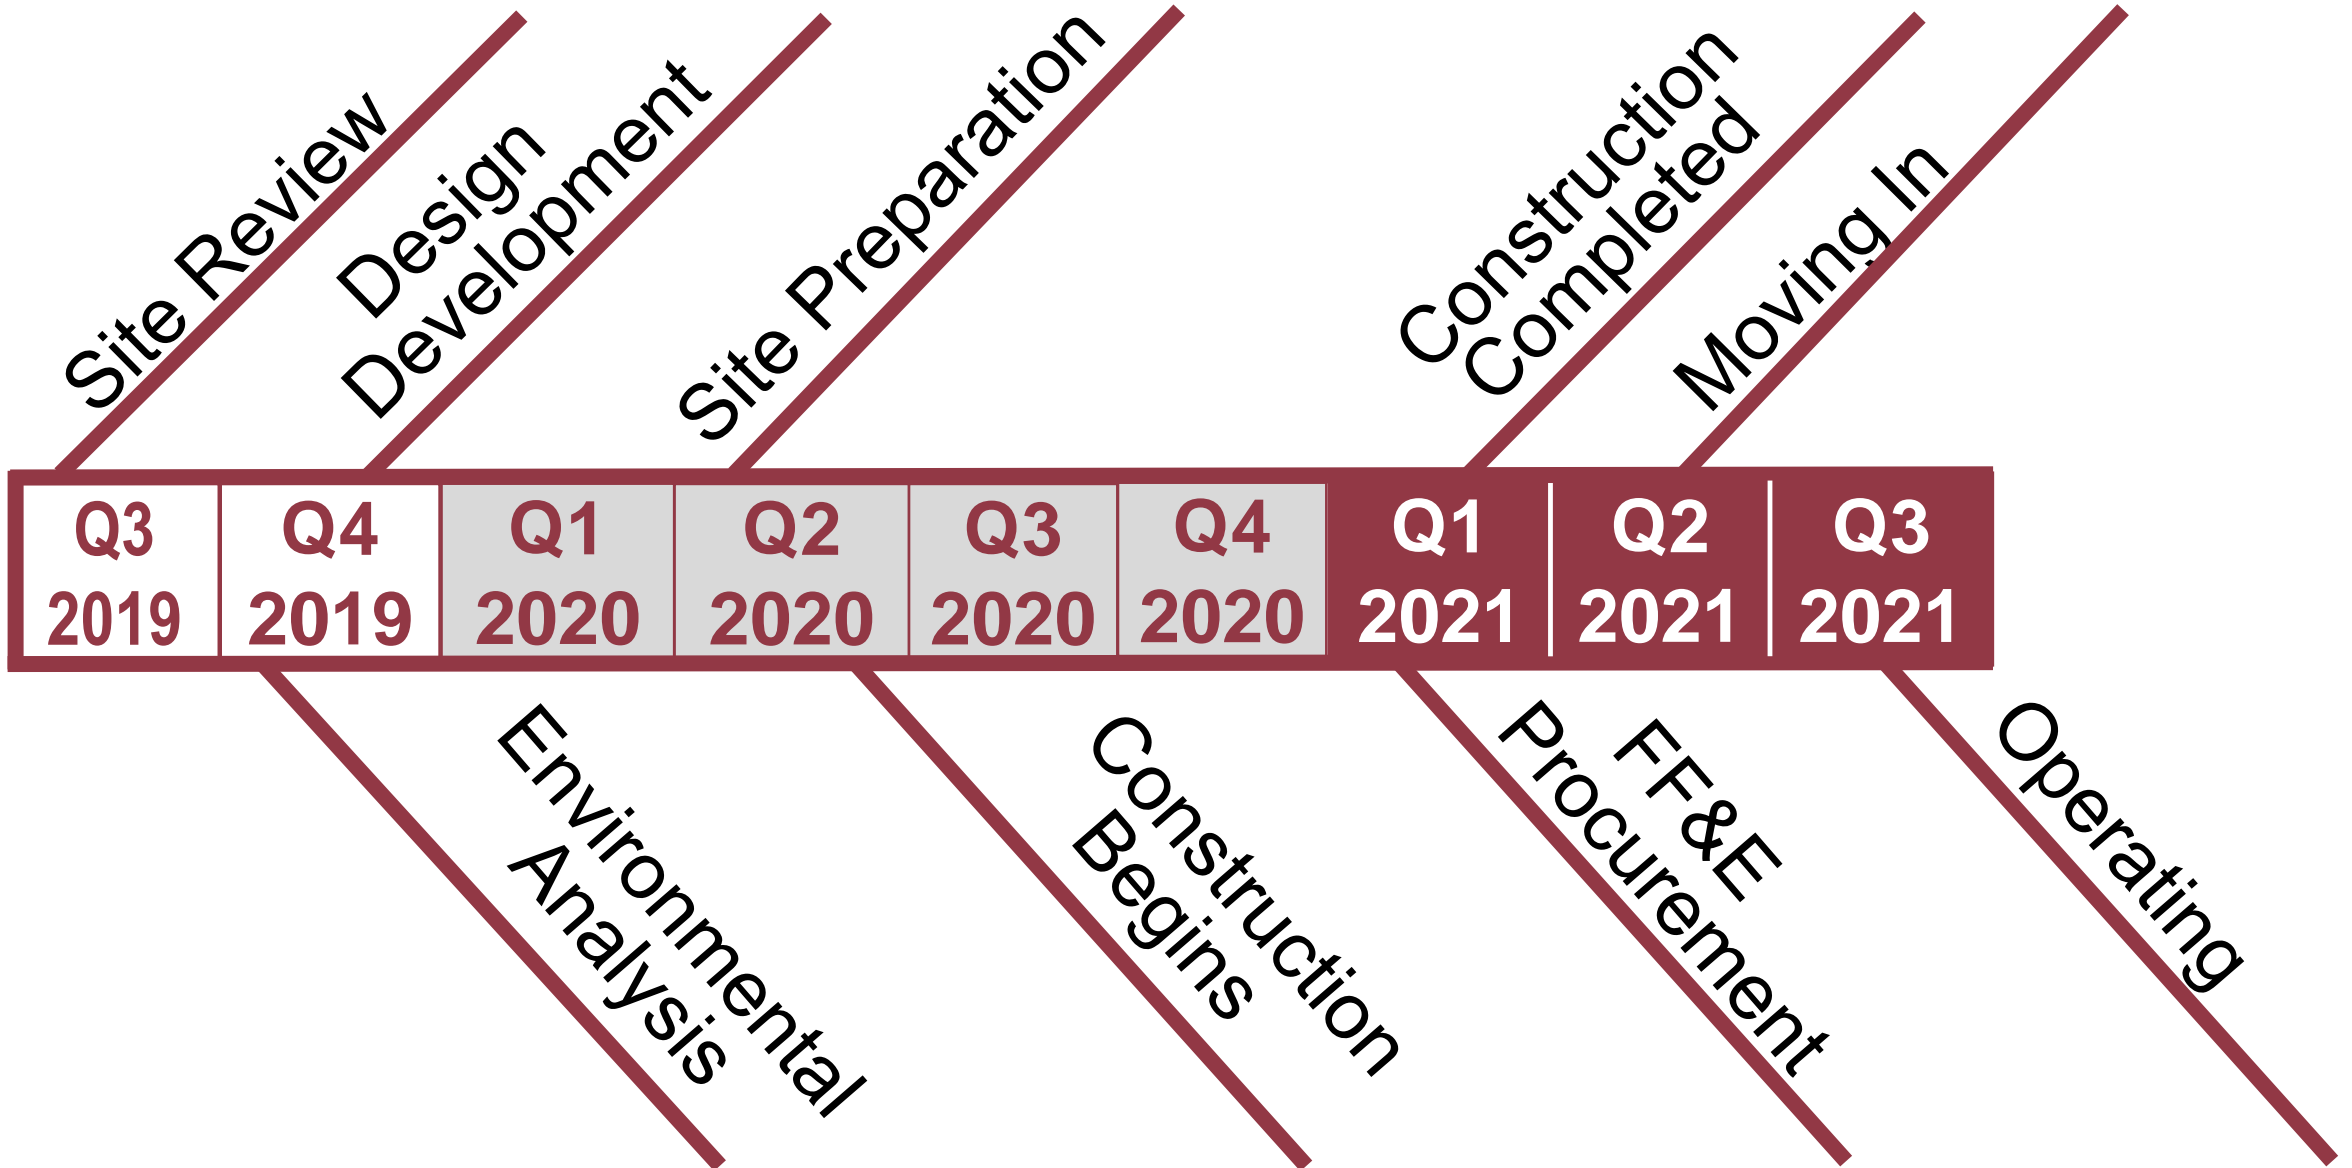 Site Review
Design
Development
Site Preparation
Construction
Completed
Moving In
Q3
2019
Q4
2019
Q1
2020
Q2
2020
Q3
2020
Q4
2020
Q1
2021
Q2
2021
Q3
2021
Environmental
Analysis
Construction
Begins
FF&E
Procurement
Operating